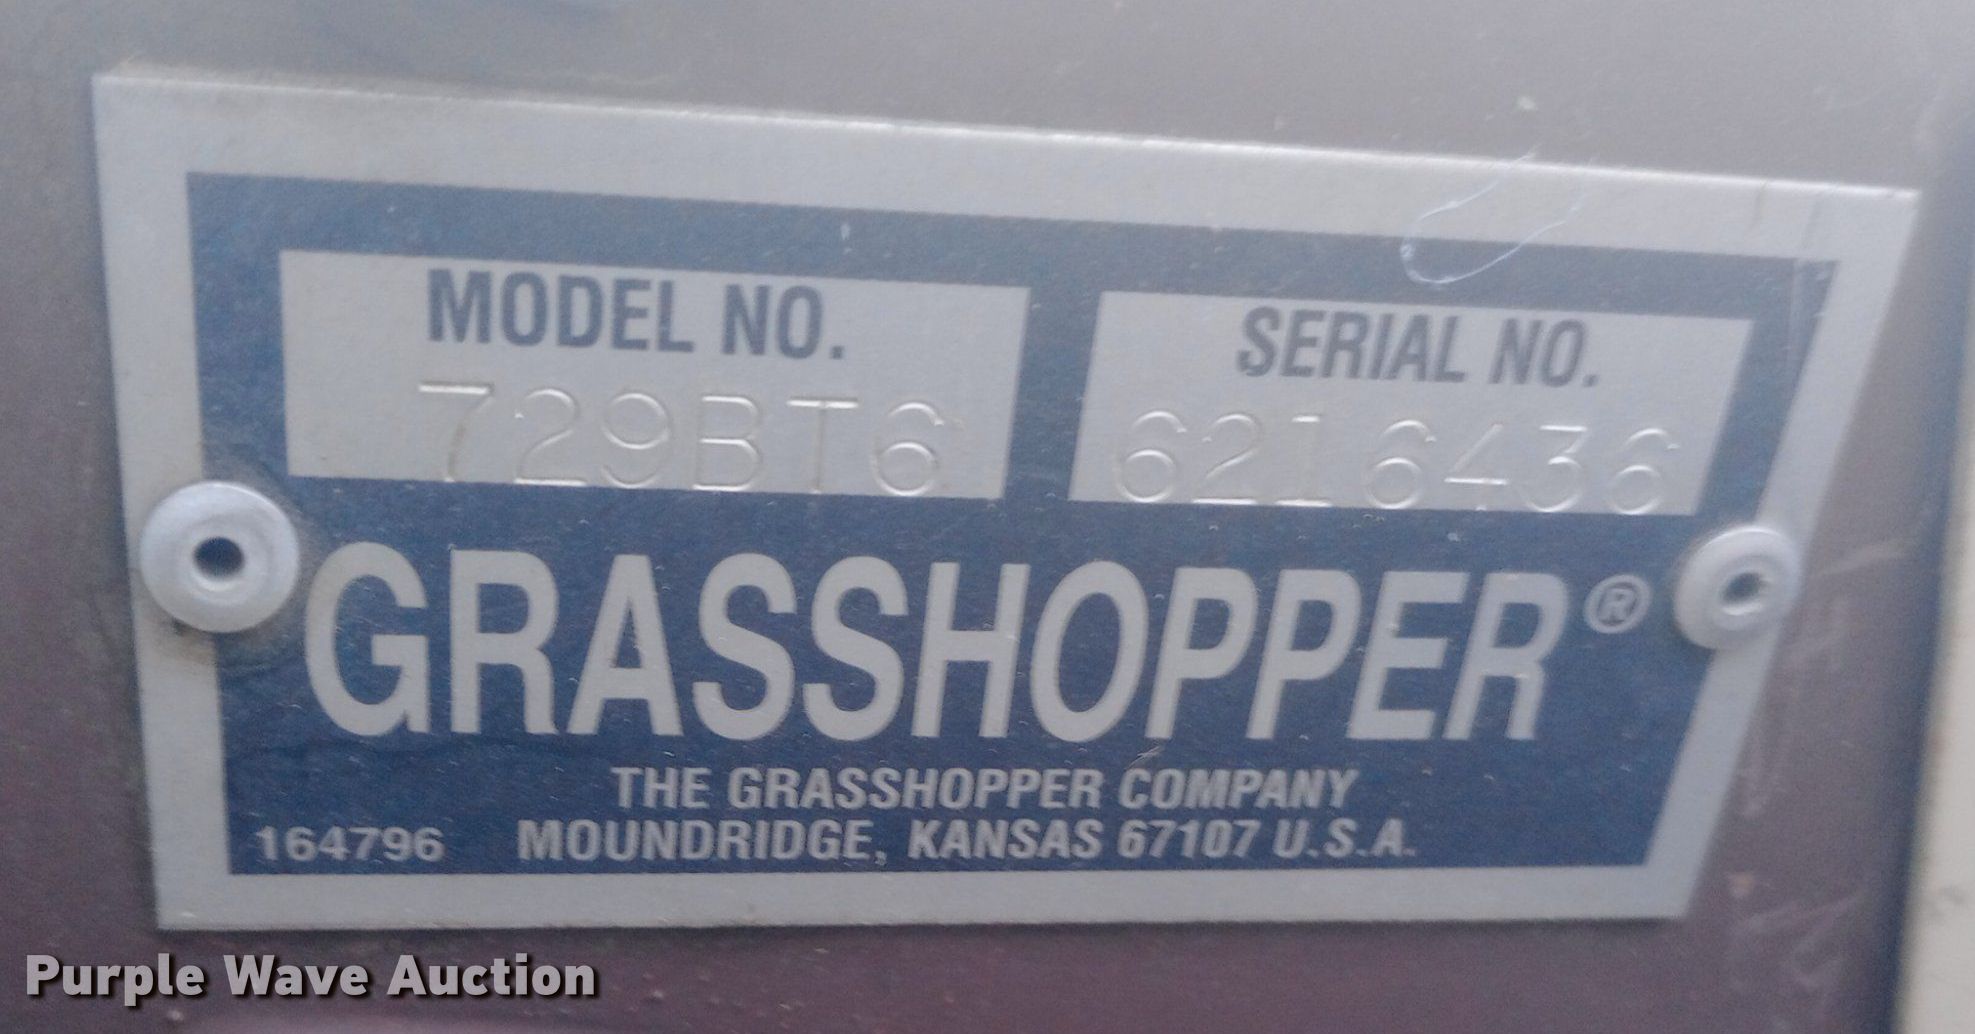 MODEL NO.
729BT6
SERIAL NO.
6216436
GRASSHOPPER®
THE GRASSHOPPER COMPANY
164796 MOUNDRIDGE, KANSAS 67107 U.S.A.
Purple Wave Auction